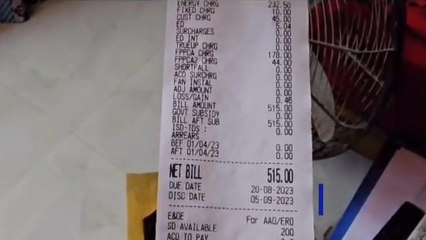 ENERGY CHRG 232.50
FIXED CHRG 10.00
CUST CHRG 45.00
ED 5.04
SURCHARGES 0.00
ED INT 0.00
TRUEUP CHRG 0.00
FPPCA CHRG 178.00
FPPCA2 CHRG 44.00
SHORTFALL 0.00
ACD SURCHRG 0.00
FAN INSTAL 0.00
ADJ AMOUNT 0.00
LOSS/GAIN 0.46
BILL AMOUNT 515.00
GOVT SUBSIDY 0.00
BILL AFT SUB 515.00
ISD-TDS : 0.00
ARREARS
BEF 01/04/23 0.00
AFT 01/04/23 0.00
NET BILL 515.00
DUE DATE 20-08-2023
DISC DATE 05-09-2023
E&OE For AAO/ERO
SD AVAILABLE 200
ACD TO PAY